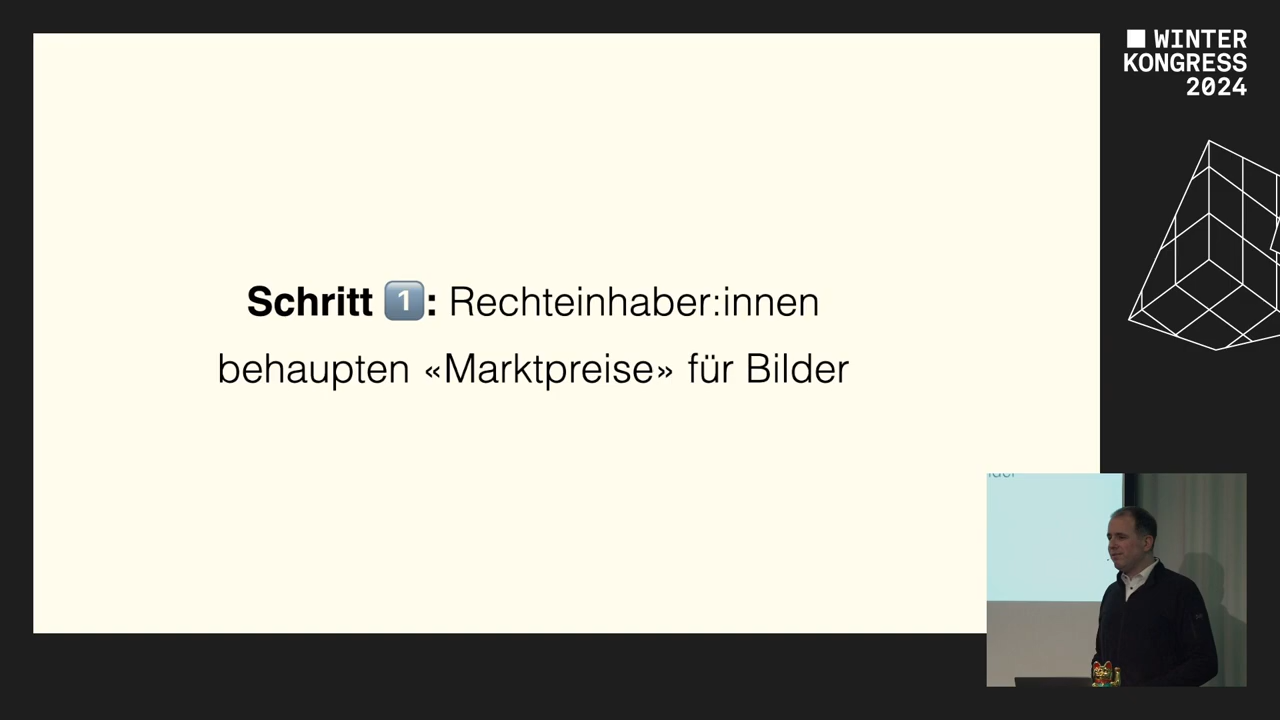 WINTER
KONGRESS
2024
Schritt 1️⃣: Rechteinhaber:innen
behaupten «Marktpreise» für Bilder